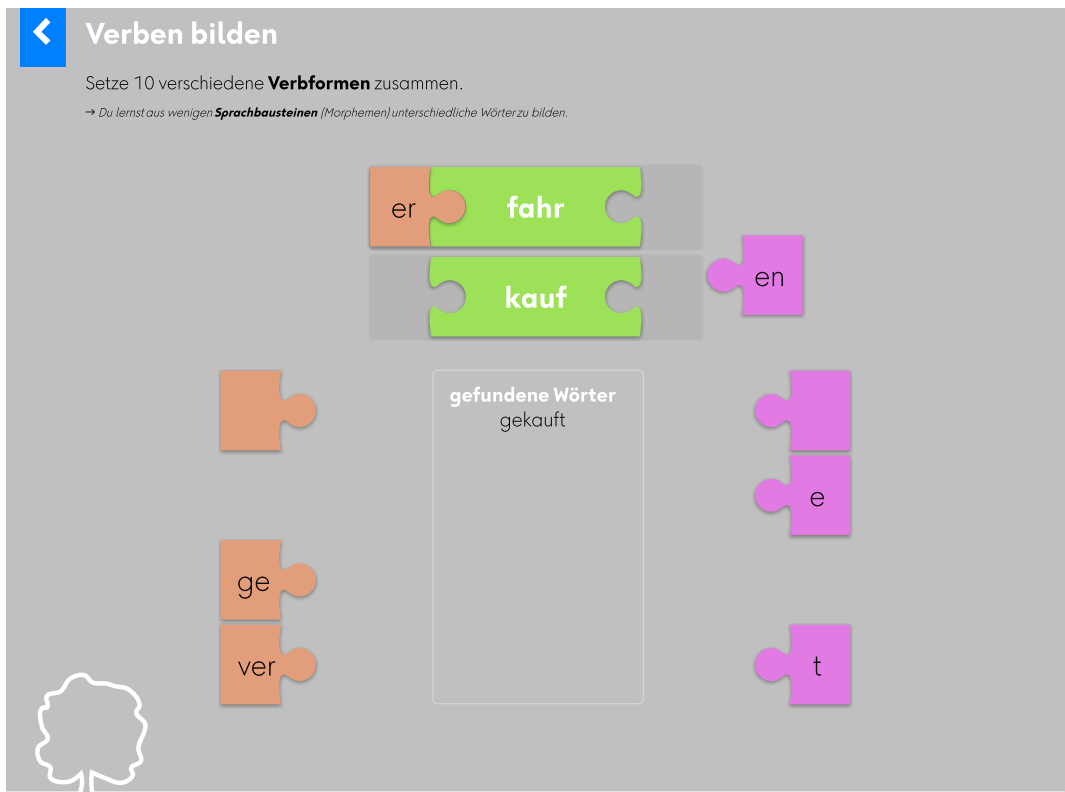 Verben bilden
Setze 10 verschiedene Verbformen zusammen.
→ Du lernst aus wenigen Sprachbausteinen (Morphemen) unterschiedliche Wörter zu bilden.
er fahr
en
kauf
gefundene Wörter
gekauft
e
ge
ver
t